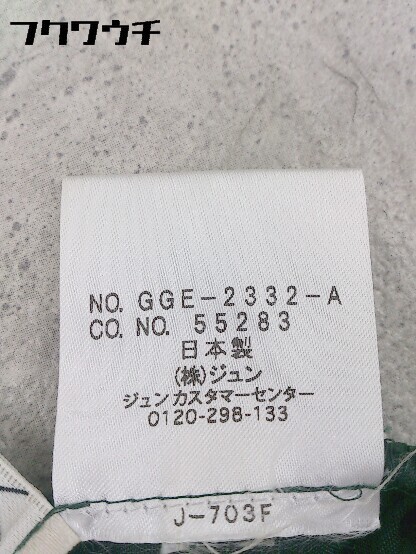 フクワウチ
NO. GGE-2332-A
CO. NO. 55283
日本製
(株)ジュン
ジュンカスタマーセンター
0120-298-133
J-703F